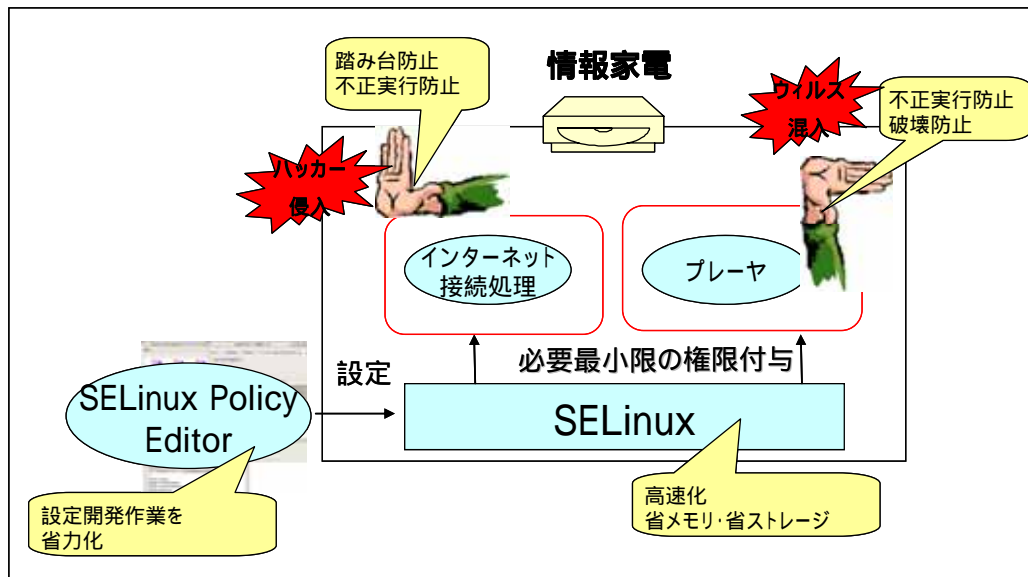 踏み台防止
不正実行防止
情報家電
ウィルス
混入
不正実行防止
破壊防止
ハッカー
侵入
インターネット
接続処理
プレーヤ
設定
必要最小限の権限付与
SELinux Policy
Editor
SELinux
設定開発作業を
省力化
高速化
省メモリ・省ストレージ